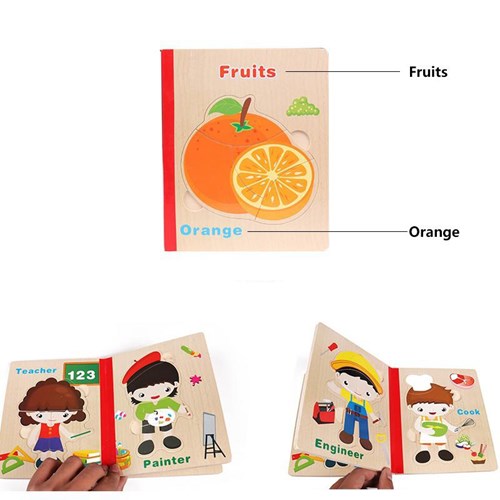 Fruits
Fruits
Orange
Orange
Teacher
123
Painter
Engineer
Cook